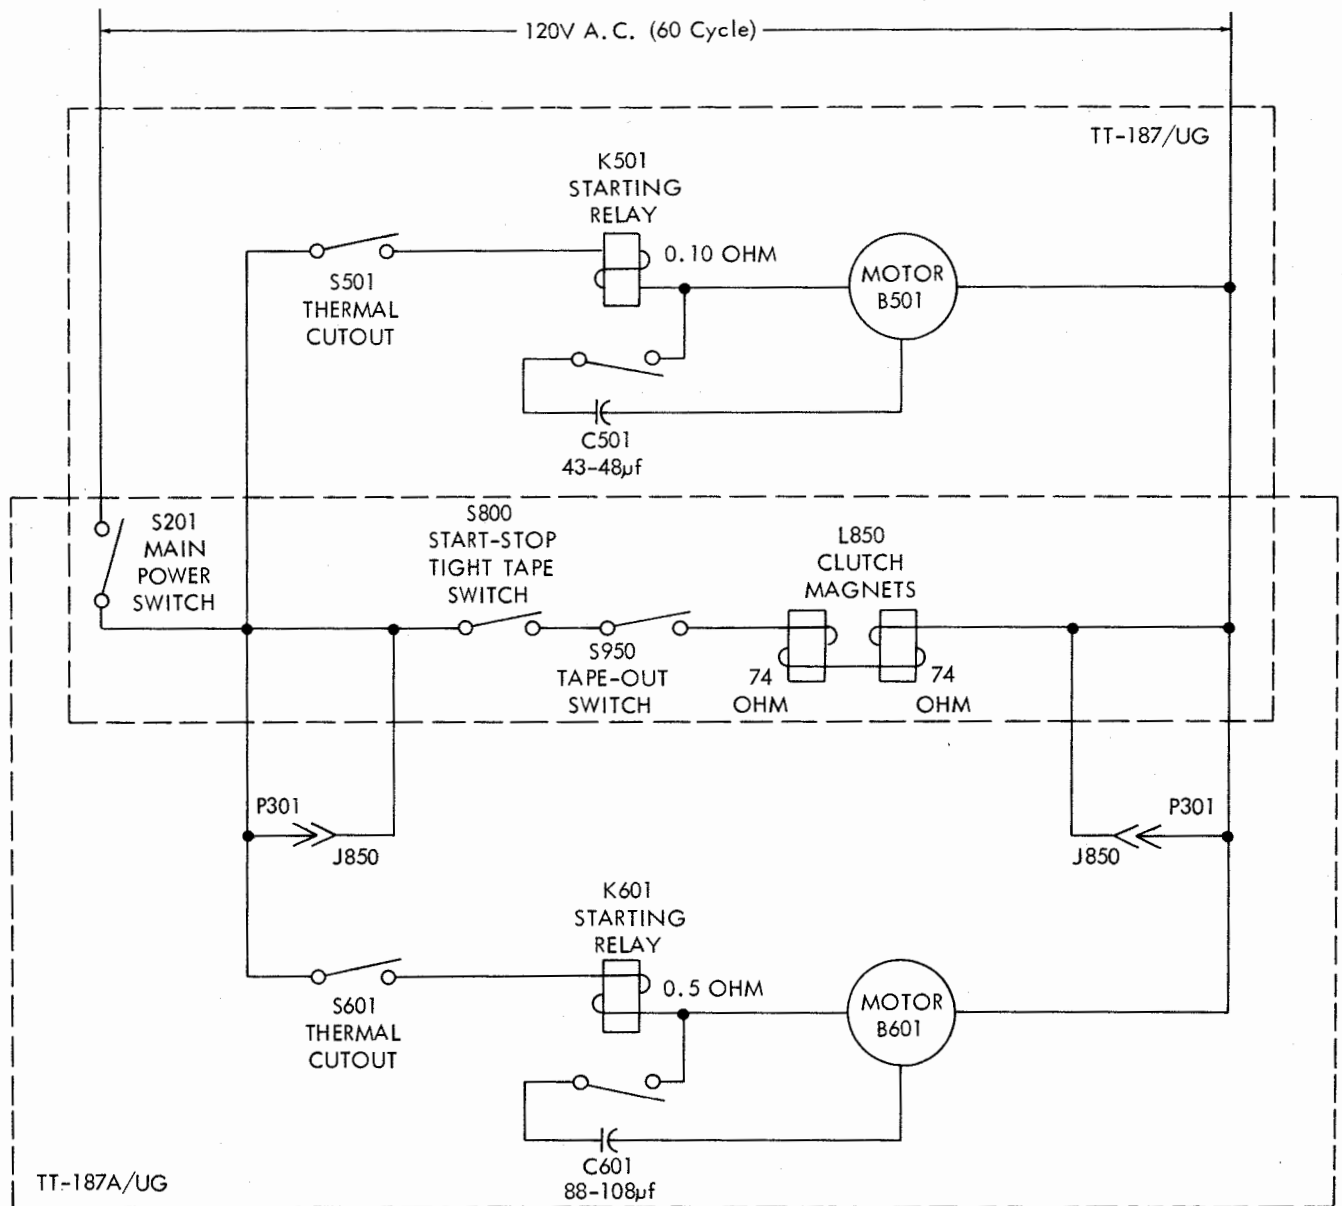 120V A.C. (60 Cycle)
TT-187/UG
K501
STARTING
RELAY
0.10 OHM
S501
THERMAL
CUTOUT
MOTOR
B501
C501
43-48µf
S201
MAIN
POWER
SWITCH
S800
START-STOP
TIGHT TAPE
SWITCH
S950
TAPE-OUT
SWITCH
L850
CLUTCH
MAGNETS
74
OHM
74
OHM
P301
J850
P301
J850
K601
STARTING
RELAY
0.5 OHM
S601
THERMAL
CUTOUT
MOTOR
B601
C601
88-108µf
TT-187A/UG